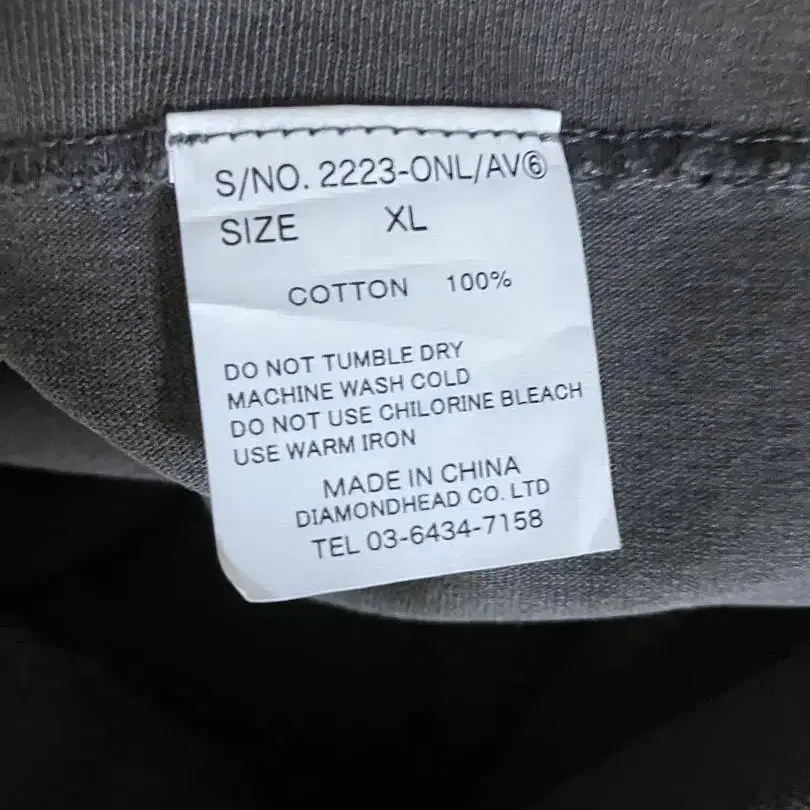 S/NO. 2223-ONL/AV⑥
SIZE XL
COTTON 100%
DO NOT TUMBLE DRY
MACHINE WASH COLD
DO NOT USE CHILORINE BLEACH
USE WARM IRON
MADE IN CHINA
DIAMONDHEAD CO. LTD
TEL 03-6434-7158